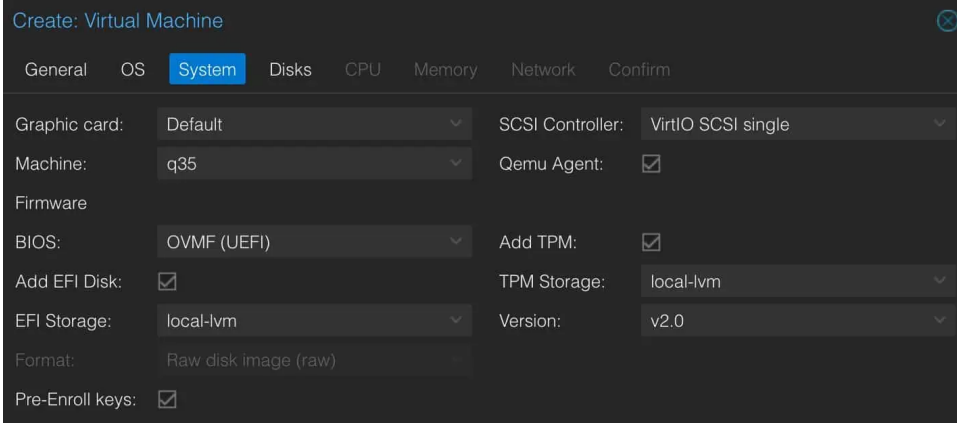 Create: Virtual Machine
General OS System Disks CPU Memory Network Confirm
Graphic card: Default SCSI Controller: VirtIO SCSI single
Machine: q35 Qemu Agent:
Firmware
BIOS: OVMF (UEFI) Add TPM:
Add EFI Disk: TPM Storage: local-lvm
EFI Storage: local-lvm Version: v2.0
Format: Raw disk image (raw)
Pre-Enroll keys: